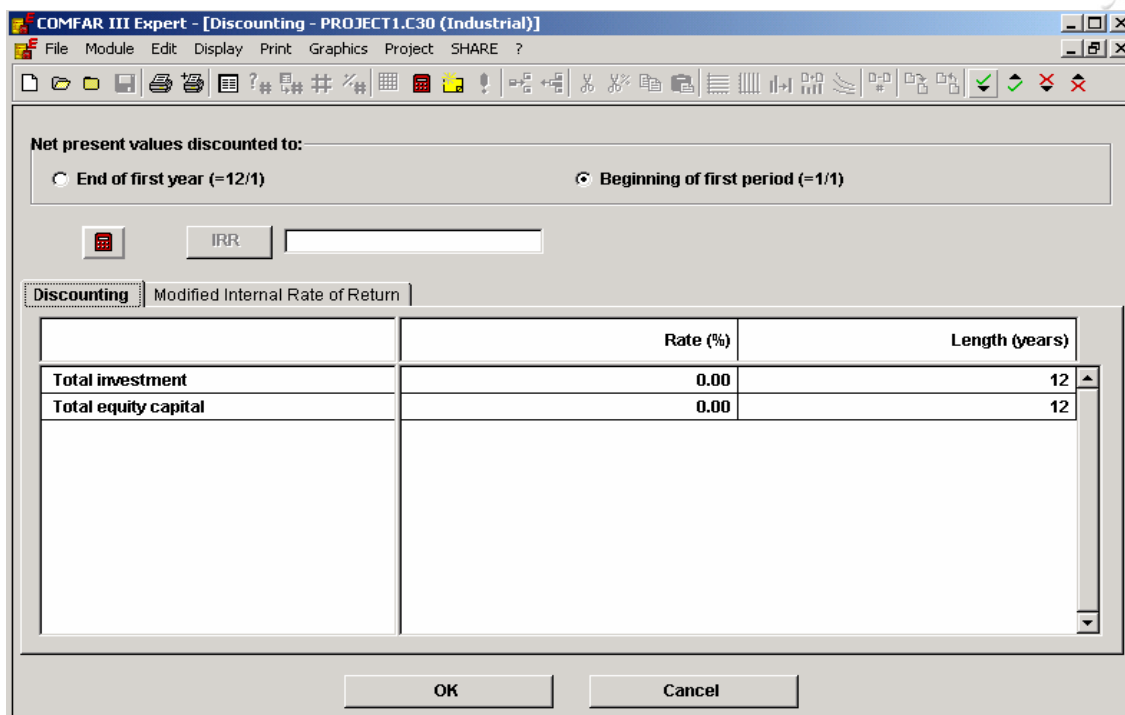 COMFAR III Expert - [Discounting - PROJECT1.C30 (Industrial)]
File Module Edit Display Print Graphics Project SHARE ?
Net present values discounted to:
End of first year (=12/1) Beginning of first period (=1/1)
IRR
Discounting Modified Internal Rate of Return
Rate (%) Length (years)
Total investment 0.00 12
Total equity capital 0.00 12
OK Cancel